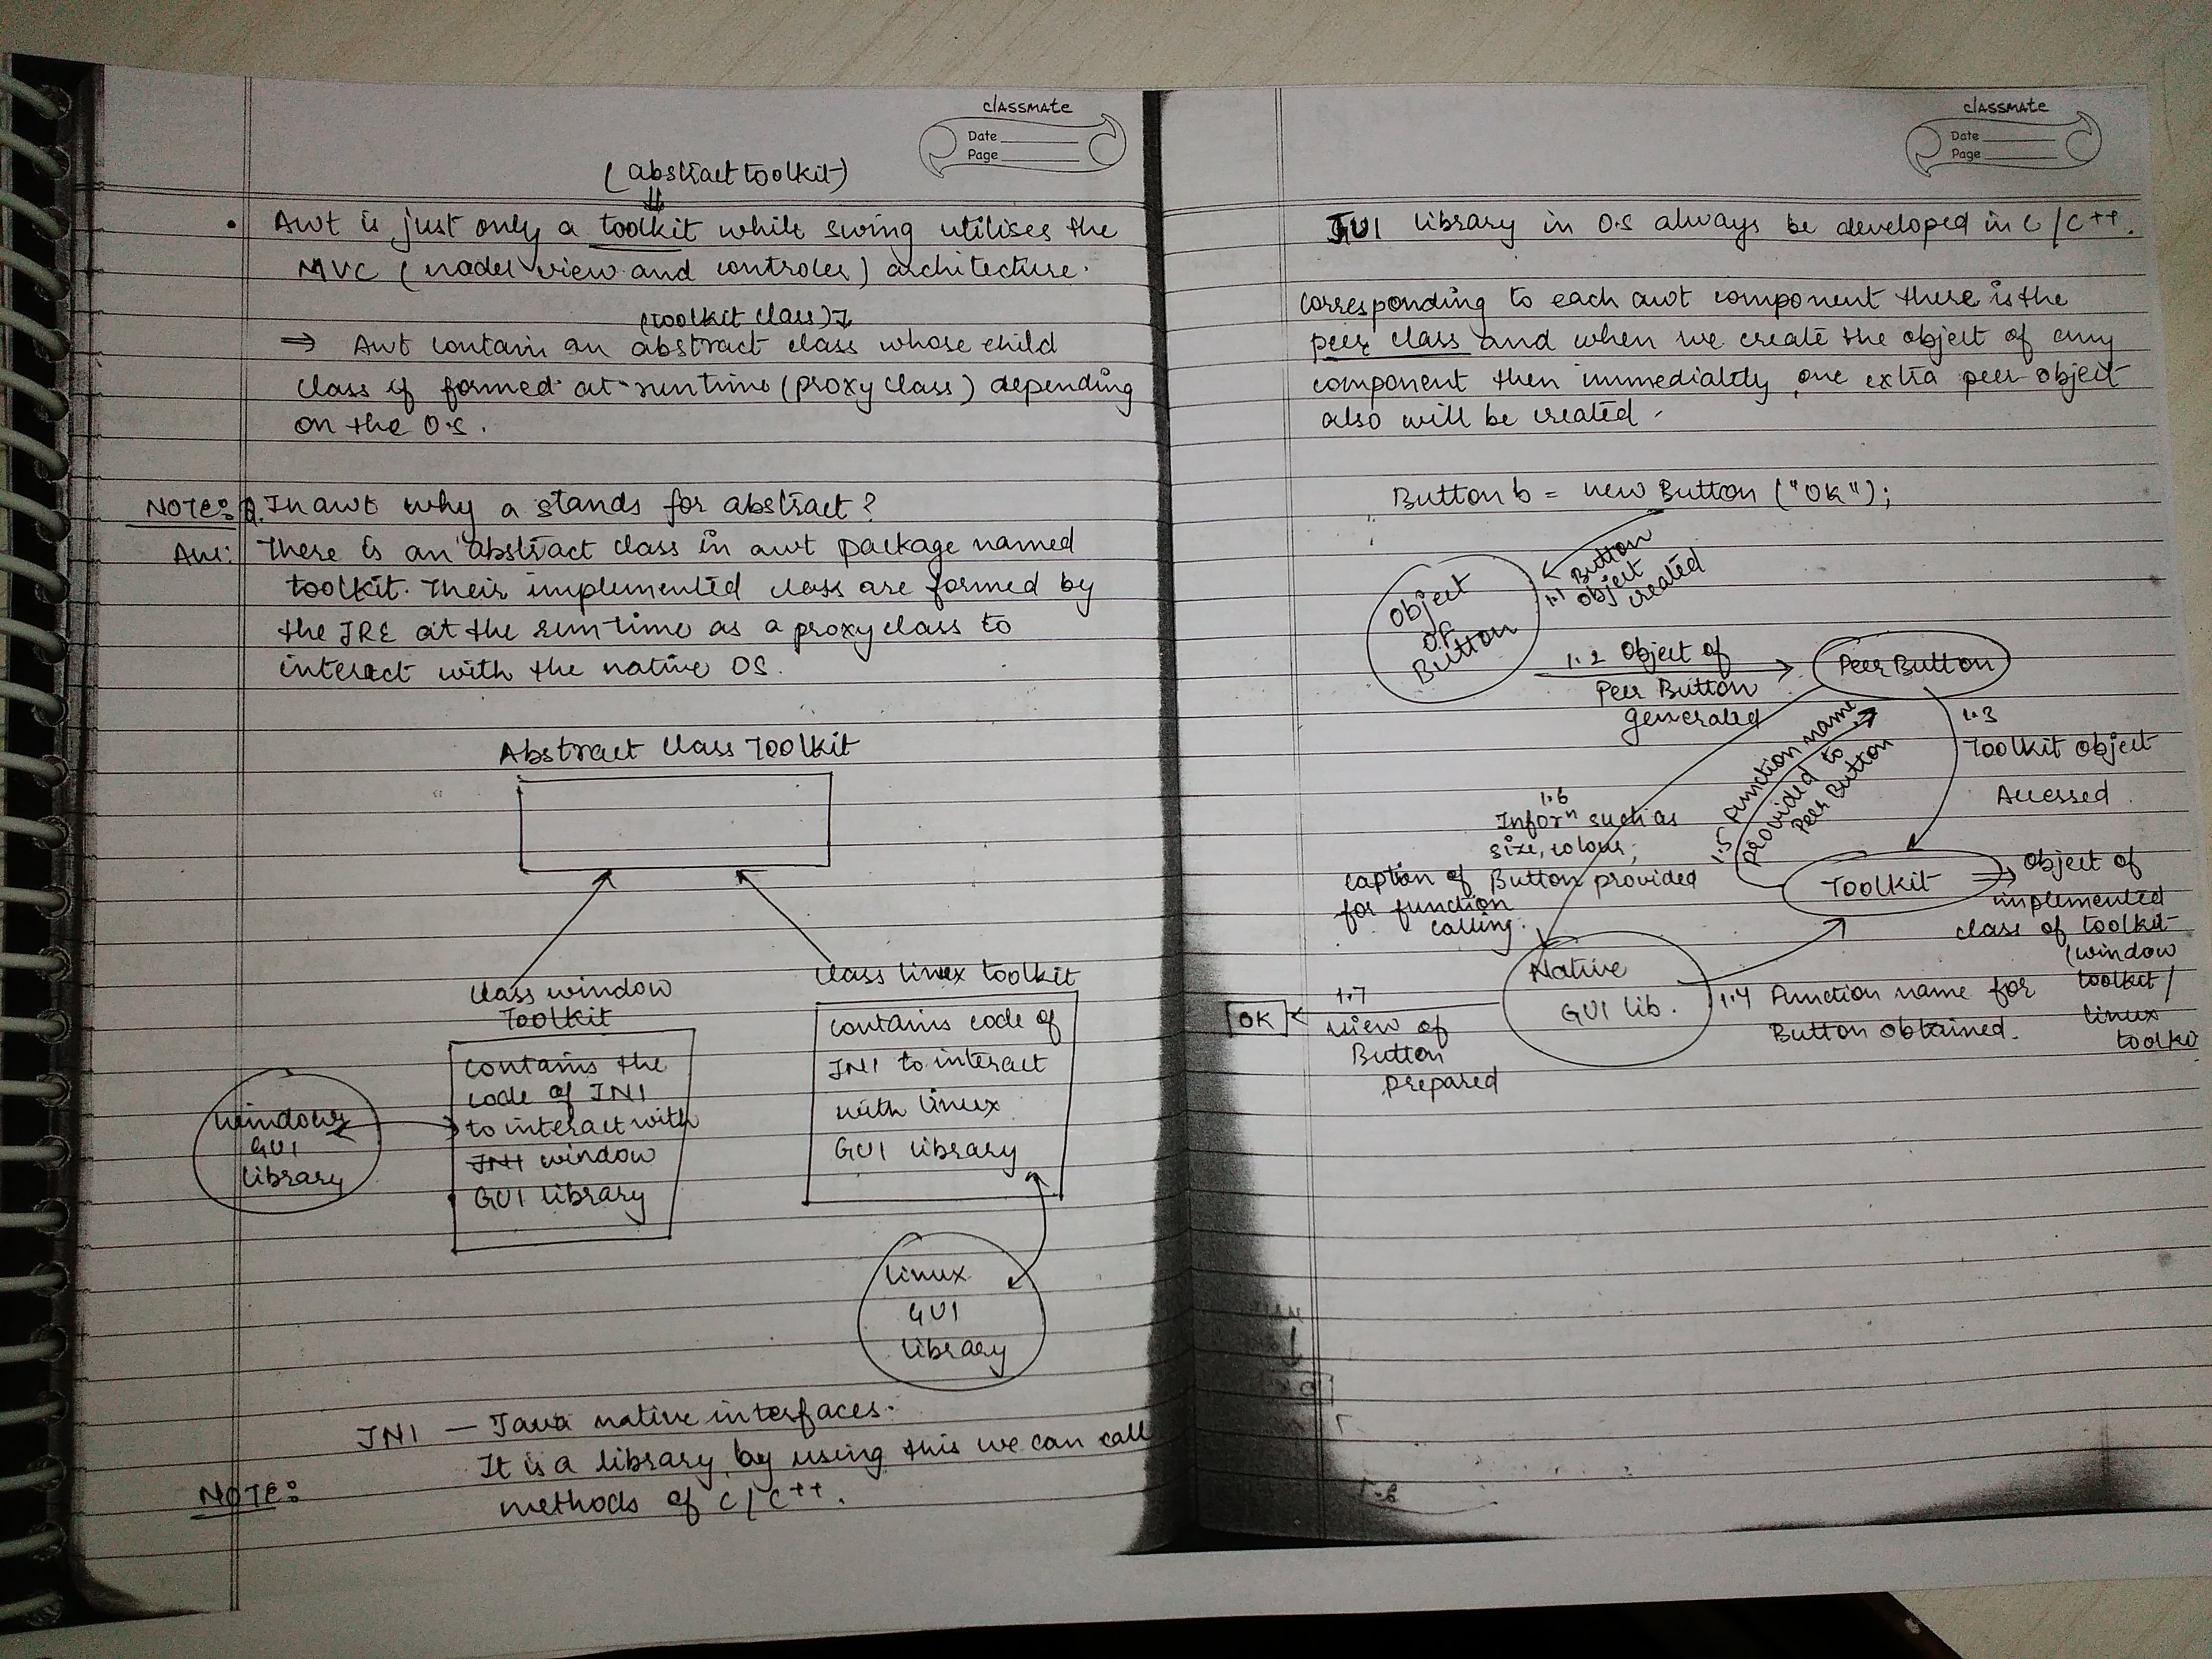 classmate
Date
Page
(abstract toolkit)
• Awt is just only a toolkit while swing utilises the
MVC (model view and controler) architecture.
(toolkit class)
⇒ Awt contain an abstract class whose child
class is formed at runtime (proxy class) depending
on the O.S.
NOTE: Q. In awt why a stands for abstract?
Ans: There is an abstract class in awt package named
toolkit. Their implemented class are formed by
the JRE at the runtime as a proxy class to
interact with the native OS.
Abstract Class Toolkit
class window
Toolkit
contains the
code of JNI
to interact with
JNI window
GUI library
windows
GUI
library
class linux toolkit
contains code of
JNI to interact
with linux
GUI library
linux
GUI
library
JNI — Java native interfaces.
It is a library, by using this we can call
NOTE:
methods of C/C++.
classmate
Date
Page
GUI library in O.S always be developed in C/C++.
corresponding to each awt component there is the
peer class and when we create the object of any
component then immediatlty one extra peer object
also will be created.
Button b = new Button ("OK");
Object
of
Button
1.1 Button
object
created
1.2 Object of
Peer Button
generated
Peer Button
1.3
Toolkit object
Accessed
1.5 Function name
provided to
Peer Button
1.6
Inforn such as
size, colour,
caption of Button provided
for function
calling.
Toolkit
⇒ object of
implemented
class of toolkit
(window
toolkit/
linux
Native
GUI lib.
1.4 Function name for
Button obtained.
1.7
view of
Button
prepared
OK